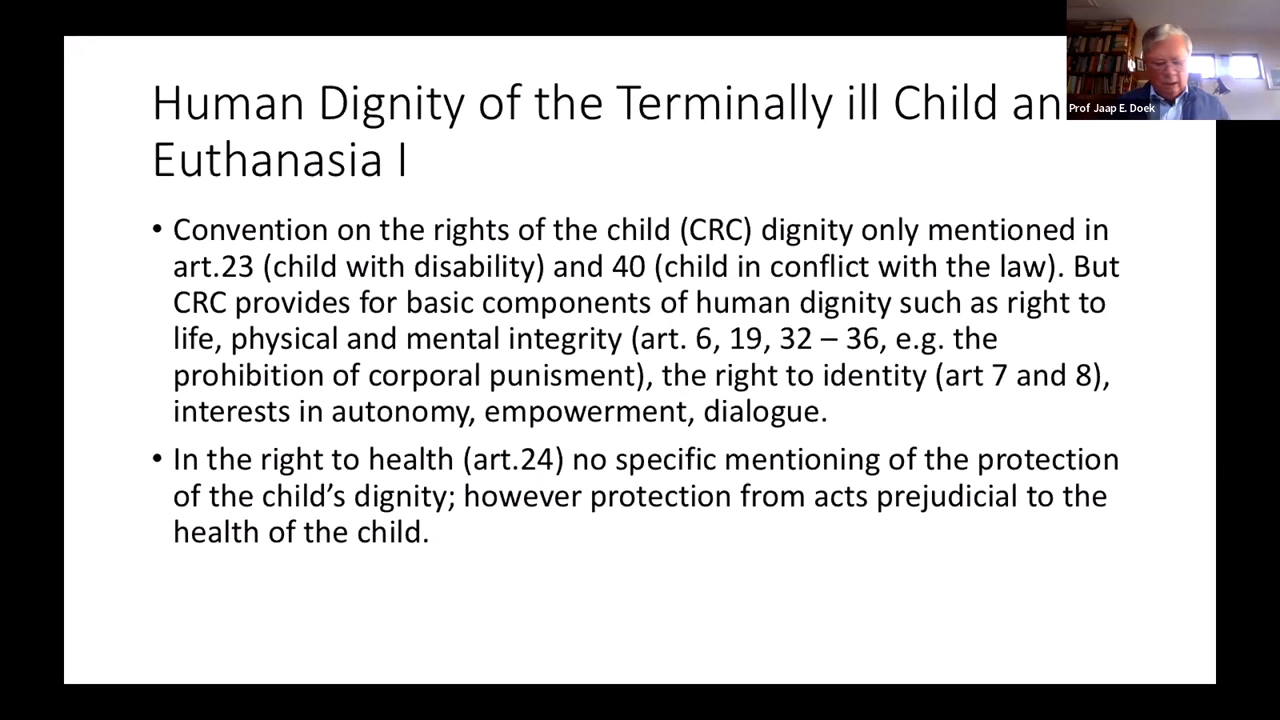 Human Dignity of the Terminally ill Child an
Euthanasia I
Prof Jaap E. Doek
• Convention on the rights of the child (CRC) dignity only mentioned in
art.23 (child with disability) and 40 (child in conflict with the law). But
CRC provides for basic components of human dignity such as right to
life, physical and mental integrity (art. 6, 19, 32 – 36, e.g. the
prohibition of corporal punisment), the right to identity (art 7 and 8),
interests in autonomy, empowerment, dialogue.
• In the right to health (art.24) no specific mentioning of the protection
of the child’s dignity; however protection from acts prejudicial to the
health of the child.